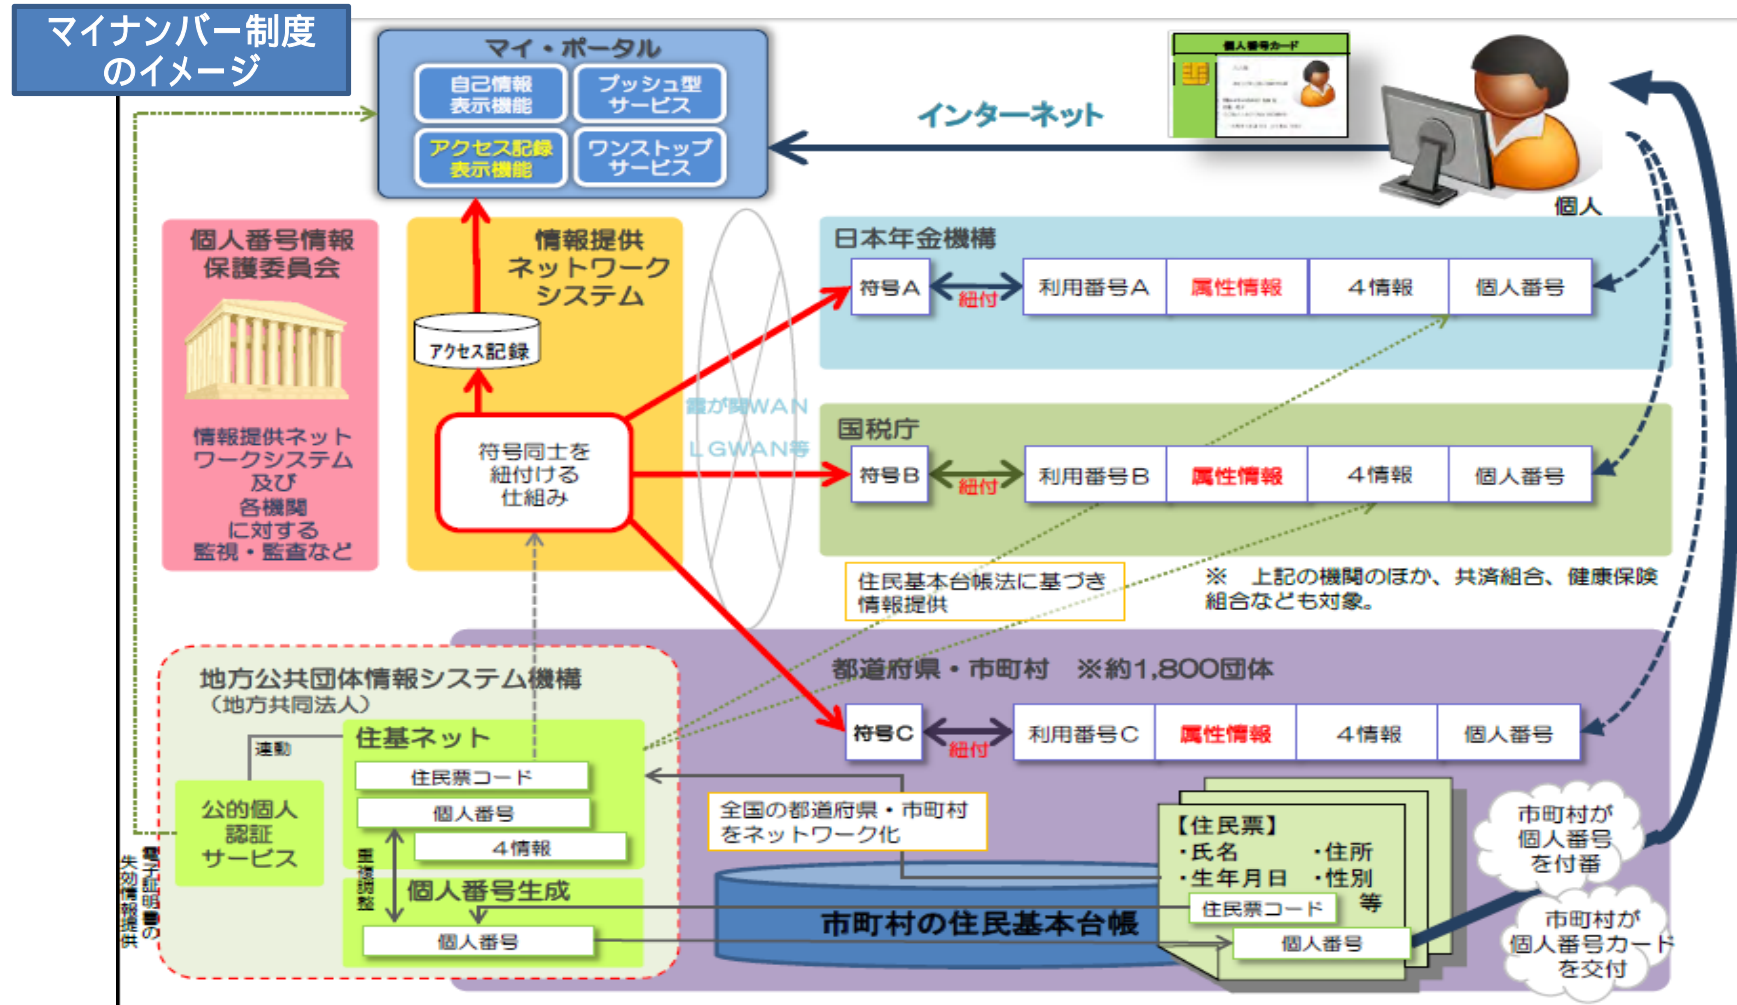 マイナンバー制度
のイメージ
マイ・ポータル
自己情報
表示機能
プッシュ型
サービス
アクセス記録
表示機能
ワンストップ
サービス
インターネット
個人番号カード
個人
個人番号情報
保護委員会
情報提供ネット
ワークシステム
及び
各機関
に対する
監視・監査など
情報提供
ネットワーク
システム
アクセス記録
符号同士を
紐付ける
仕組み
霞が関WAN
LGWAN等
日本年金機構
符号A
紐付
利用番号A
属性情報
4情報
個人番号
国税庁
符号B
紐付
利用番号B
属性情報
4情報
個人番号
住民基本台帳法に基づき
情報提供
※ 上記の機関のほか、共済組合、健康保険
組合なども対象。
都道府県・市町村 ※約1,800団体
符号C
紐付
利用番号C
属性情報
4情報
個人番号
地方公共団体情報システム機構
(地方共同法人)
連動
住基ネット
住民票コード
個人番号
4情報
公的個人
認証
サービス
重複調整
個人番号生成
個人番号
電子証明書の
失効情報提供
全国の都道府県・市町村
をネットワーク化
市町村の住民基本台帳
【住民票】
・氏名 ・住所
・生年月日 ・性別
等
住民票コード
個人番号
市町村が
個人番号
を付番
市町村が
個人番号カード
を交付